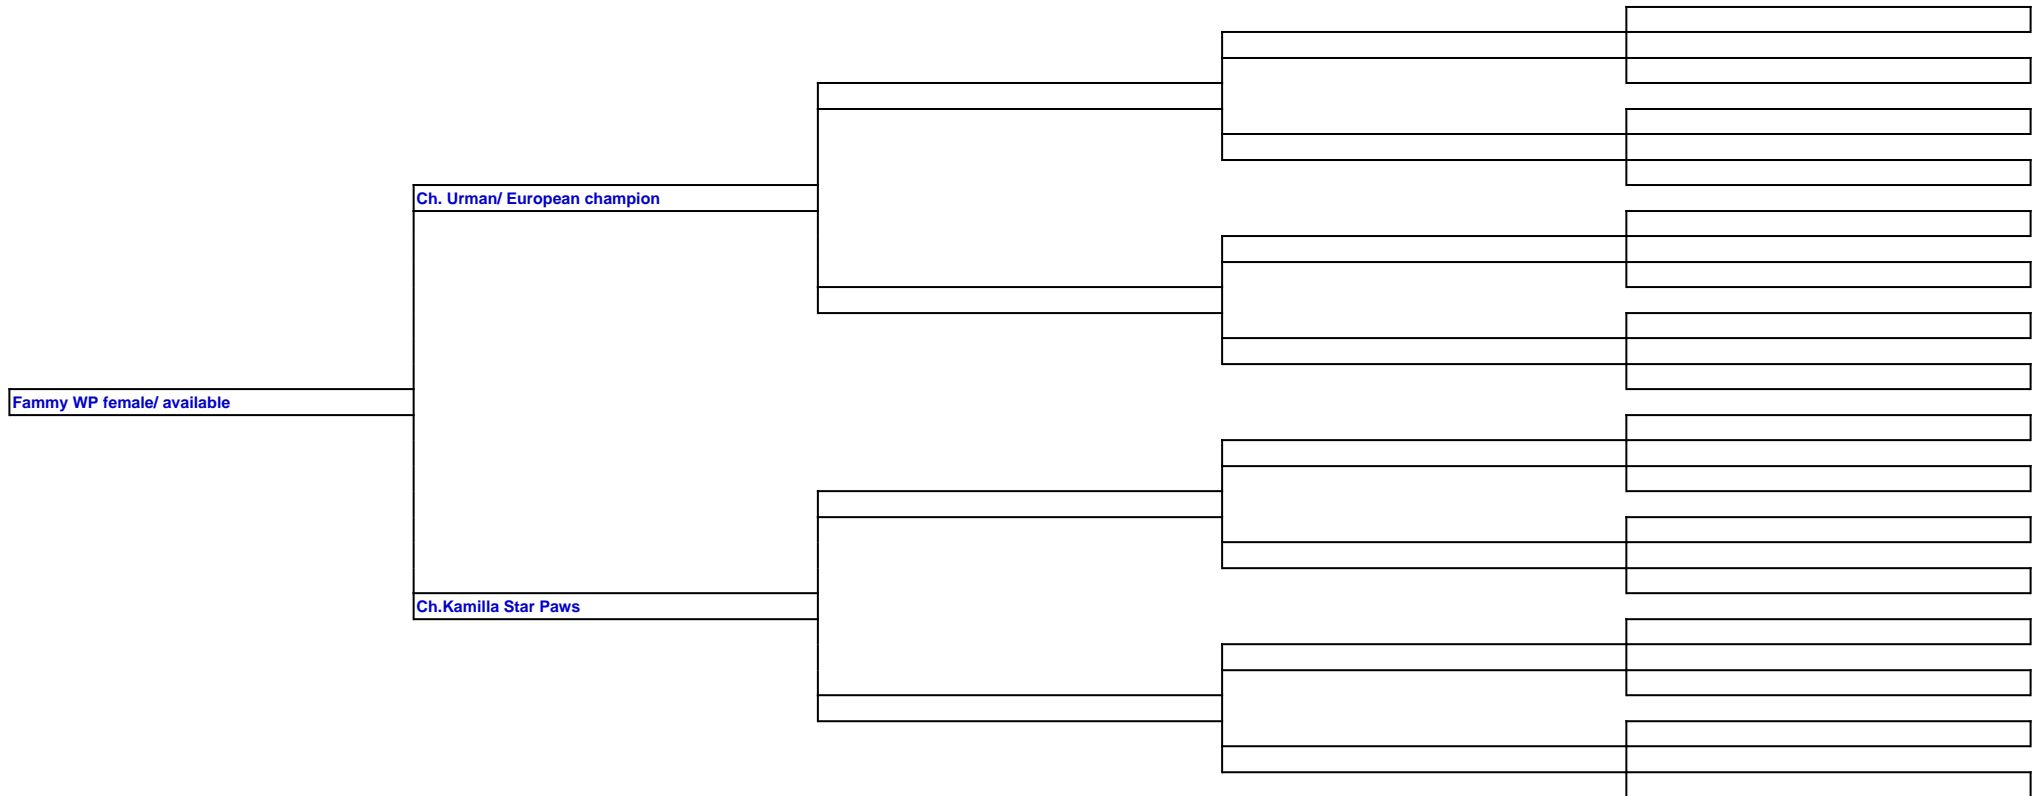 Ch. Urman/ European champion
Fammy WP female/ available
Ch.Kamilla Star Paws